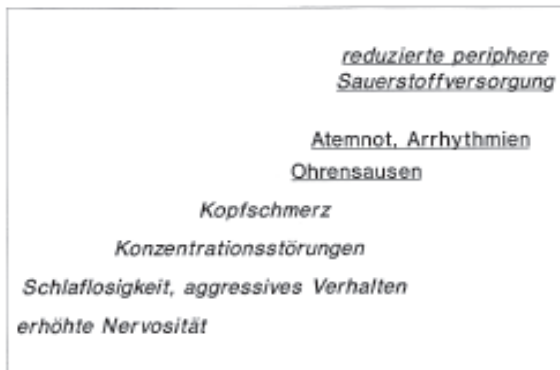 reduzierte periphere
Sauerstoffversorgung
Atemnot, Arrhythmien
Ohrensausen
Kopfschmerz
Konzentrationsstörungen
Schlaflosigkeit, aggressives Verhalten
erhöhte Nervosität